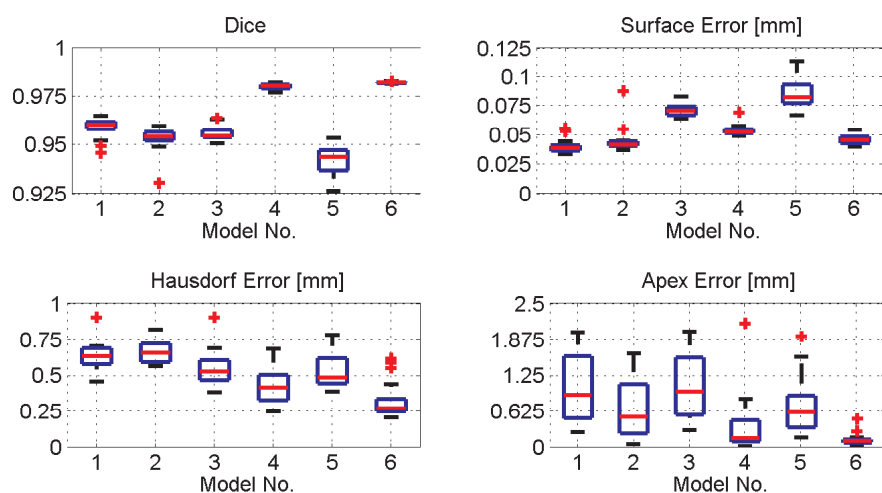 Dice
1
0.975
0.95
0.925
1 2 3 4 5 6
Model No.
Surface Error [mm]
0.125
0.1
0.075
0.05
0.025
0
1 2 3 4 5 6
Model No.
Hausdorf Error [mm]
1
0.75
0.5
0.25
0
1 2 3 4 5 6
Model No.
Apex Error [mm]
2.5
1.875
1.25
0.625
0
1 2 3 4 5 6
Model No.